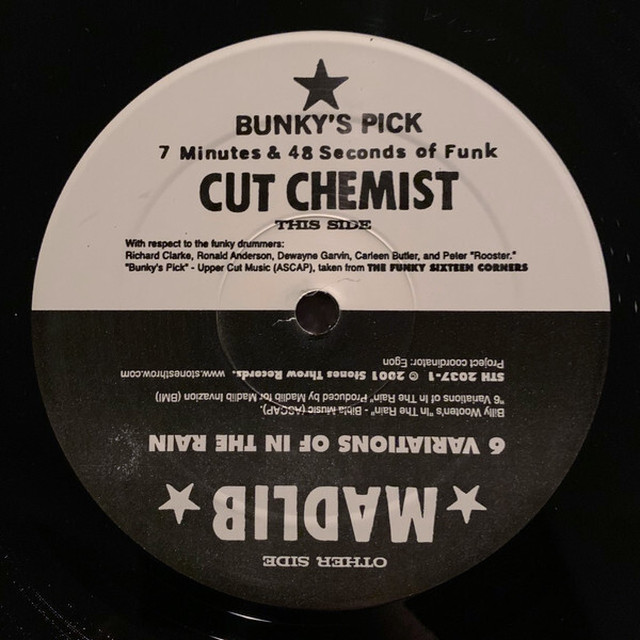 BUNKY'S PICK
7 Minutes & 48 Seconds of Funk
CUT CHEMIST
THIS SIDE
With respect to the funky drummers:
Richard Clarke, Ronald Anderson, Dewayne Garvin, Carleen Butler, and Peter "Rooster."
"Bunky's Pick" - Upper Cut Music (ASCAP), taken from THE FUNKY SIXTEEN CORNERS
OTHER SIDE
MADLIB
6 VARIATIONS OF IN THE RAIN
Billy Wooten's "In The Rain" - Bibla Music (ASCAP).
"6 Variations of In The Rain" Produced by Madlib for Madlib Invazion (BMI)
STH 2037-1 © 2001 Stones Throw Records. www.stonesthrow.com
Project coordinator: Egon